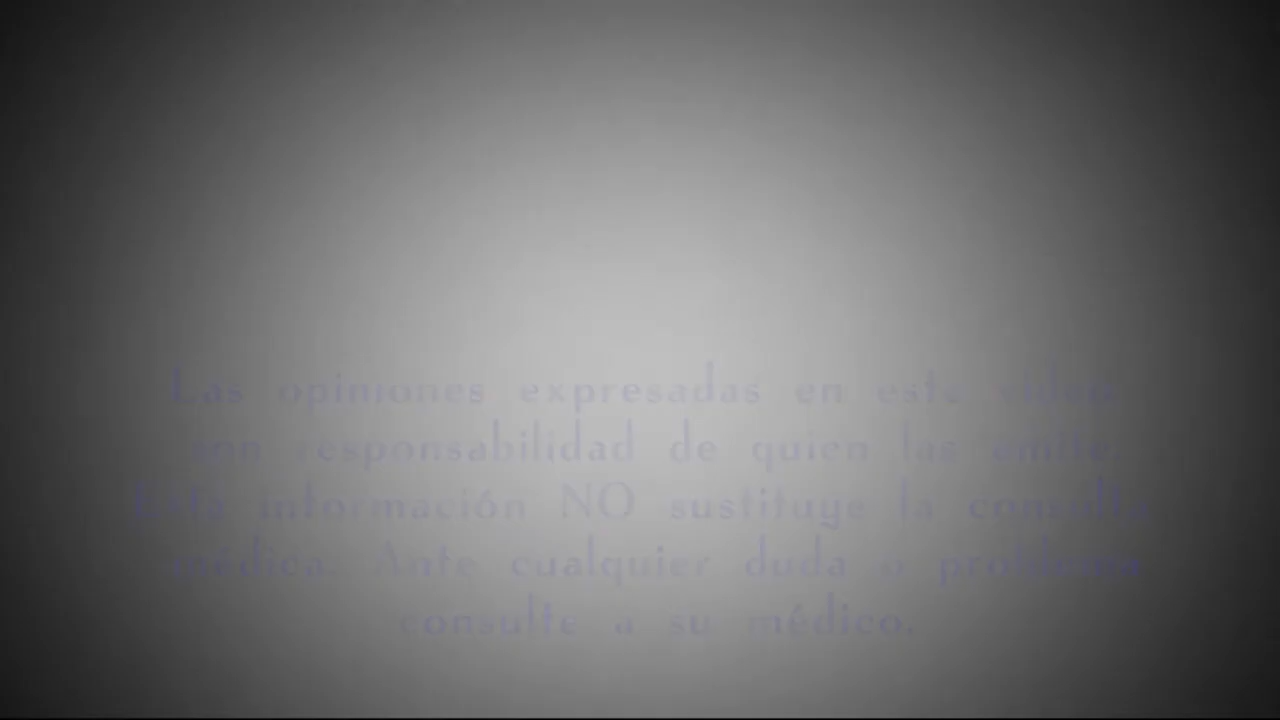 Las opiniones expresadas en este video
son responsabilidad de quien las emite.
Esta información NO sustituye la consulta
médica. Ante cualquier duda o problema
consulte a su médico.